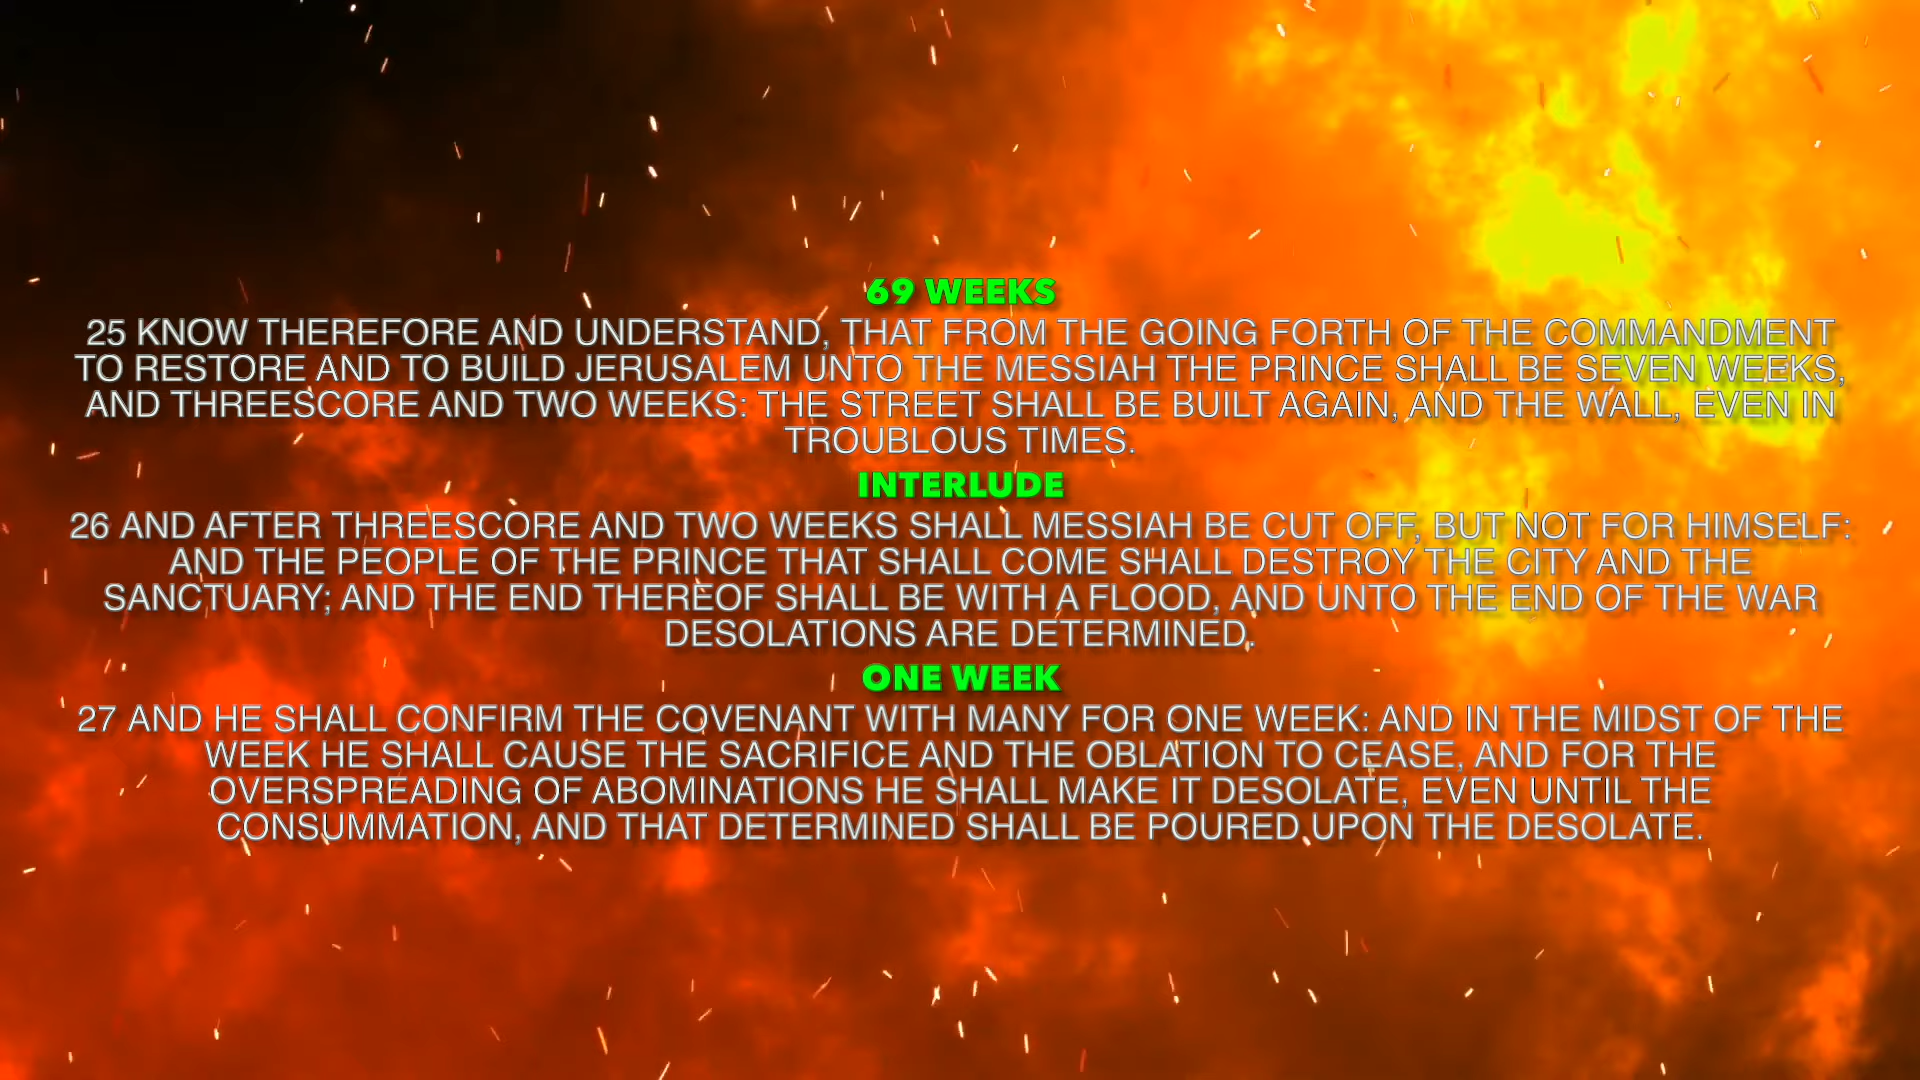 69 WEEKS
25 KNOW THEREFORE AND UNDERSTAND, THAT FROM THE GOING FORTH OF THE COMMANDMENT
TO RESTORE AND TO BUILD JERUSALEM UNTO THE MESSIAH THE PRINCE SHALL BE SEVEN WEEKS,
AND THREESCORE AND TWO WEEKS: THE STREET SHALL BE BUILT AGAIN, AND THE WALL, EVEN IN
TROUBLOUS TIMES.
INTERLUDE
26 AND AFTER THREESCORE AND TWO WEEKS SHALL MESSIAH BE CUT OFF, BUT NOT FOR HIMSELF:
AND THE PEOPLE OF THE PRINCE THAT SHALL COME SHALL DESTROY THE CITY AND THE
SANCTUARY; AND THE END THEREOF SHALL BE WITH A FLOOD, AND UNTO THE END OF THE WAR
DESOLATIONS ARE DETERMINED.
ONE WEEK
27 AND HE SHALL CONFIRM THE COVENANT WITH MANY FOR ONE WEEK: AND IN THE MIDST OF THE
WEEK HE SHALL CAUSE THE SACRIFICE AND THE OBLATION TO CEASE, AND FOR THE
OVERSPREADING OF ABOMINATIONS HE SHALL MAKE IT DESOLATE, EVEN UNTIL THE
CONSUMMATION, AND THAT DETERMINED SHALL BE POURED UPON THE DESOLATE.